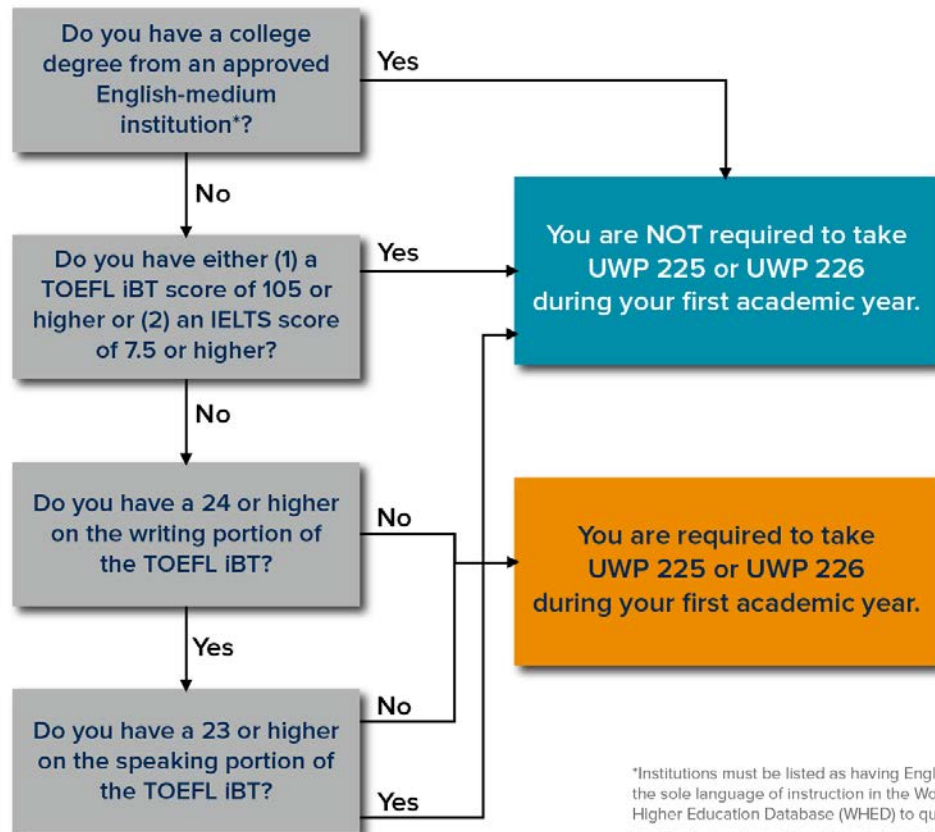 Do you have a college
degree from an approved
English-medium
institution*?
Yes
No
Do you have either (1) a
TOEFL iBT score of 105 or
higher or (2) an IELTS score
of 7.5 or higher?
Yes
You are NOT required to take
UWP 225 or UWP 226
during your first academic year.
No
Do you have a 24 or higher
on the writing portion of
the TOEFL iBT?
No
You are required to take
UWP 225 or UWP 226
during your first academic year.
Yes
Do you have a 23 or higher
on the speaking portion of
the TOEFL iBT?
No
Yes
*Institutions must be listed as having Engl
the sole language of instruction in the Wo
Higher Education Database (WHED) to qu